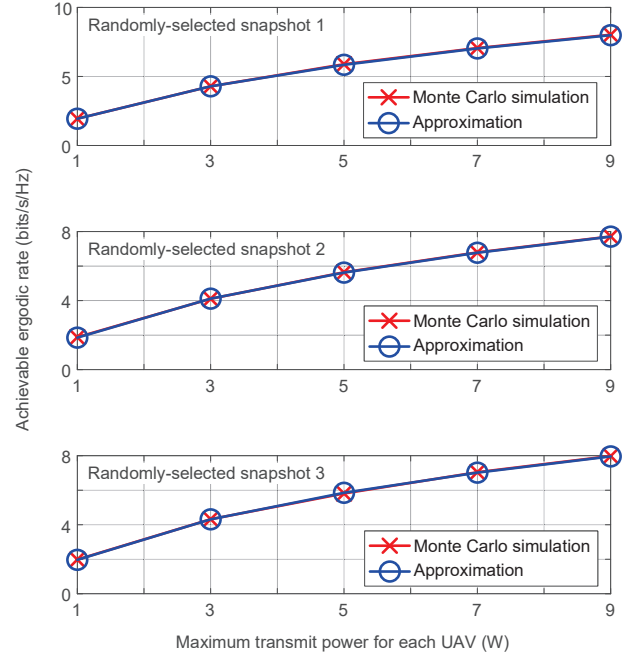 Randomly-selected snapshot 1
10
5
0
Monte Carlo simulation
Approximation
1 3 5 7 9
Achievable ergodic rate (bits/s/Hz)
Randomly-selected snapshot 2
8
4
0
Monte Carlo simulation
Approximation
1 3 5 7 9
Randomly-selected snapshot 3
8
4
0
Monte Carlo simulation
Approximation
1 3 5 7 9
Maximum transmit power for each UAV (W)